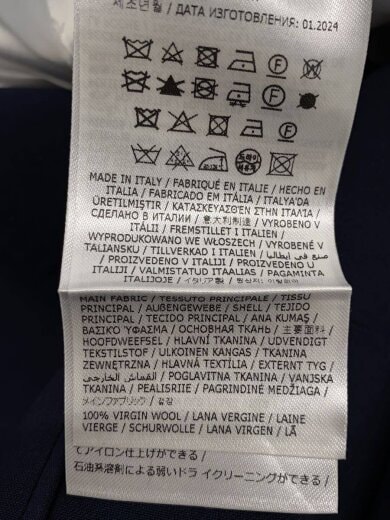 제조년월 / ДАТА ИЗГОТОВЛЕНИЯ: 01.2024
MADE IN ITALY / FABRIQUÉ EN ITALIE / HECHO EN
ITALIA / FABRICADO EM ITÁLIA / ITALYA'DA
ÜRETİLMİŞTİR / ΚΑΤΑΣΚΕΥΑΣΘΕΝ ΣΤΗΝ ΙΤΑΛΙΑ /
СДЕЛАНО В ИТАЛИИ / 意大利制造 / VYROBENO V
ITÁLII / FREMSTILLET I ITALIEN /
WYPRODUKOWANO WE WŁOSZECH / VYROBENÉ V
TALIANSKU / TILLVERKAD I ITALIEN / صنع في إيطاليا
/ PROIZVEDENO V ITALIJI / PROIZVEDENO U
ITALIJI / VALMISTATUD ITAALIAS / PAGAMINTA
ITALIJOJE / イタリア製
MAIN FABRIC / TESSUTO PRINCIPALE / TISSU
PRINCIPAL / AUßENGEWEBE / SHELL / TEJIDO
PRINCIPAL / TECIDO PRINCIPAL / ANA KUMAŞ /
ΒΑΣΙΚΟ ΥΦΑΣΜΑ / ОСНОВНАЯ ТКАНЬ / 主要面料 /
HOOFDWEEFSEL / HLAVNÍ TKANINA / UDVENDIGT
TEKSTILSTOF / ULKOINEN KANGAS / TKANINA
ZEWNĘTRZNA / HLAVNÁ TEXTÍLIA / EXTERNT TYG /
القماش الخارجي / POGLAVITNA TKANINA / VANJSKA
TKANINA / PEALISRIIE / PAGRINDINĖ MEDŽIAGA /
メインファブリック / 겉감
100% VIRGIN WOOL / LANA VERGINE / LAINE
VIERGE / SCHURWOLLE / LANA VIRGEN / LÃ
てアイロン仕上げができる /
石油系溶剤による弱いドライクリーニングができる /